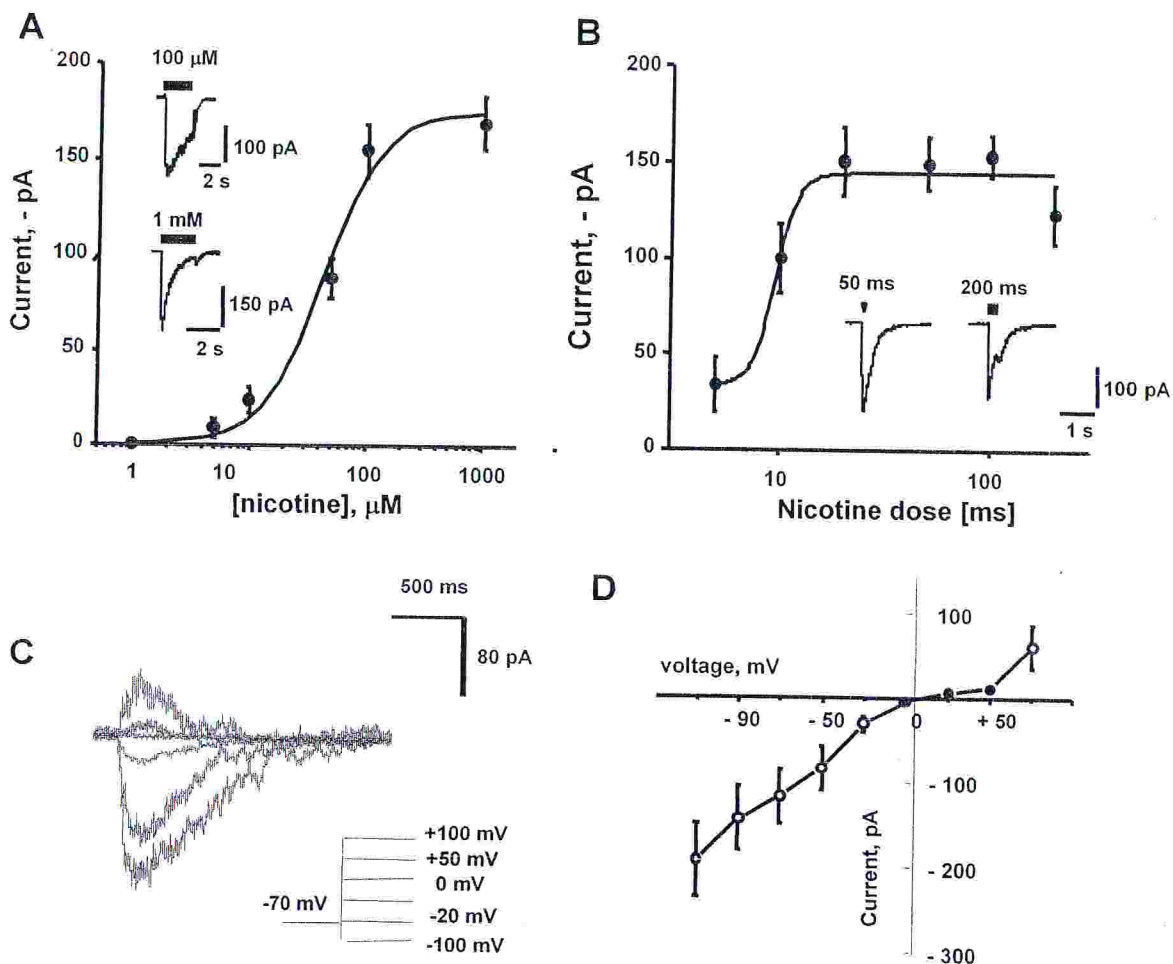 A
100 μM
100 pA
2 s
1 mM
150 pA
2 s
200
150
100
50
0
Current, - pA
1
10
100
1000
[nicotine], μM
B
200
150
100
50
0
Current, - pA
50 ms
200 ms
100 pA
1 s
10
100
Nicotine dose [ms]
C
500 ms
80 pA
+100 mV
+50 mV
0 mV
-70 mV
-20 mV
-100 mV
D
100
voltage, mV
- 90
- 50
0
+ 50
- 100
- 200
- 300
Current, pA